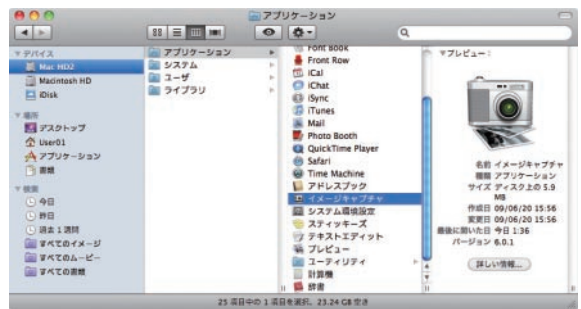 アプリケーション
デバイス
Mac HD2
Macintosh HD
iDisk
場所
デスクトップ
User01
アプリケーション
書類
検索
今日
昨日
過去 1 週間
すべてのイメージ
すべてのムービー
すべての書類
アプリケーション
システム
ユーザ
ライブラリ
Font Book
Front Row
iCal
iChat
iSync
iTunes
Mail
Photo Booth
QuickTime Player
Safari
Time Machine
アドレスブック
イメージキャプチャ
システム環境設定
スティッキーズ
テキストエディット
プレビュー
ユーティリティ
計算機
辞書
プレビュー：
名前 イメージキャプチャ
種類 アプリケーション
サイズ ディスク上の 5.9
MB
作成日 09/06/20 15:56
変更日 09/06/20 15:56
最後に開いた日 今日 1:36
バージョン 6.0.1
詳しい情報...
25 項目中の 1 項目を選択、23.24 GB 空き